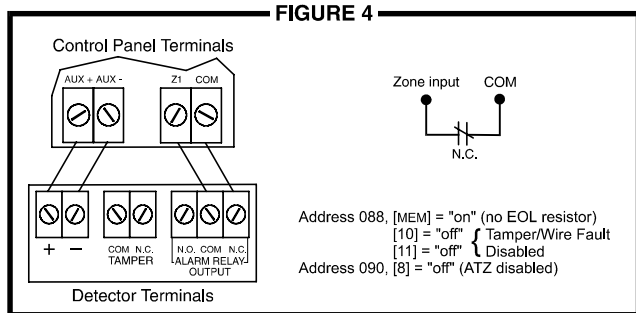 FIGURE 4
Control Panel Terminals
AUX + AUX - Z1 COM
+ − COM N.C. N.O. COM N.C.
TAMPER ALARM RELAY
OUTPUT
Detector Terminals
Zone input COM
N.C.
Address 088, [MEM] = "on" (no EOL resistor)
[10] = "off" { Tamper/Wire Fault
[11] = "off" Disabled
Address 090, [8] = "off" (ATZ disabled)